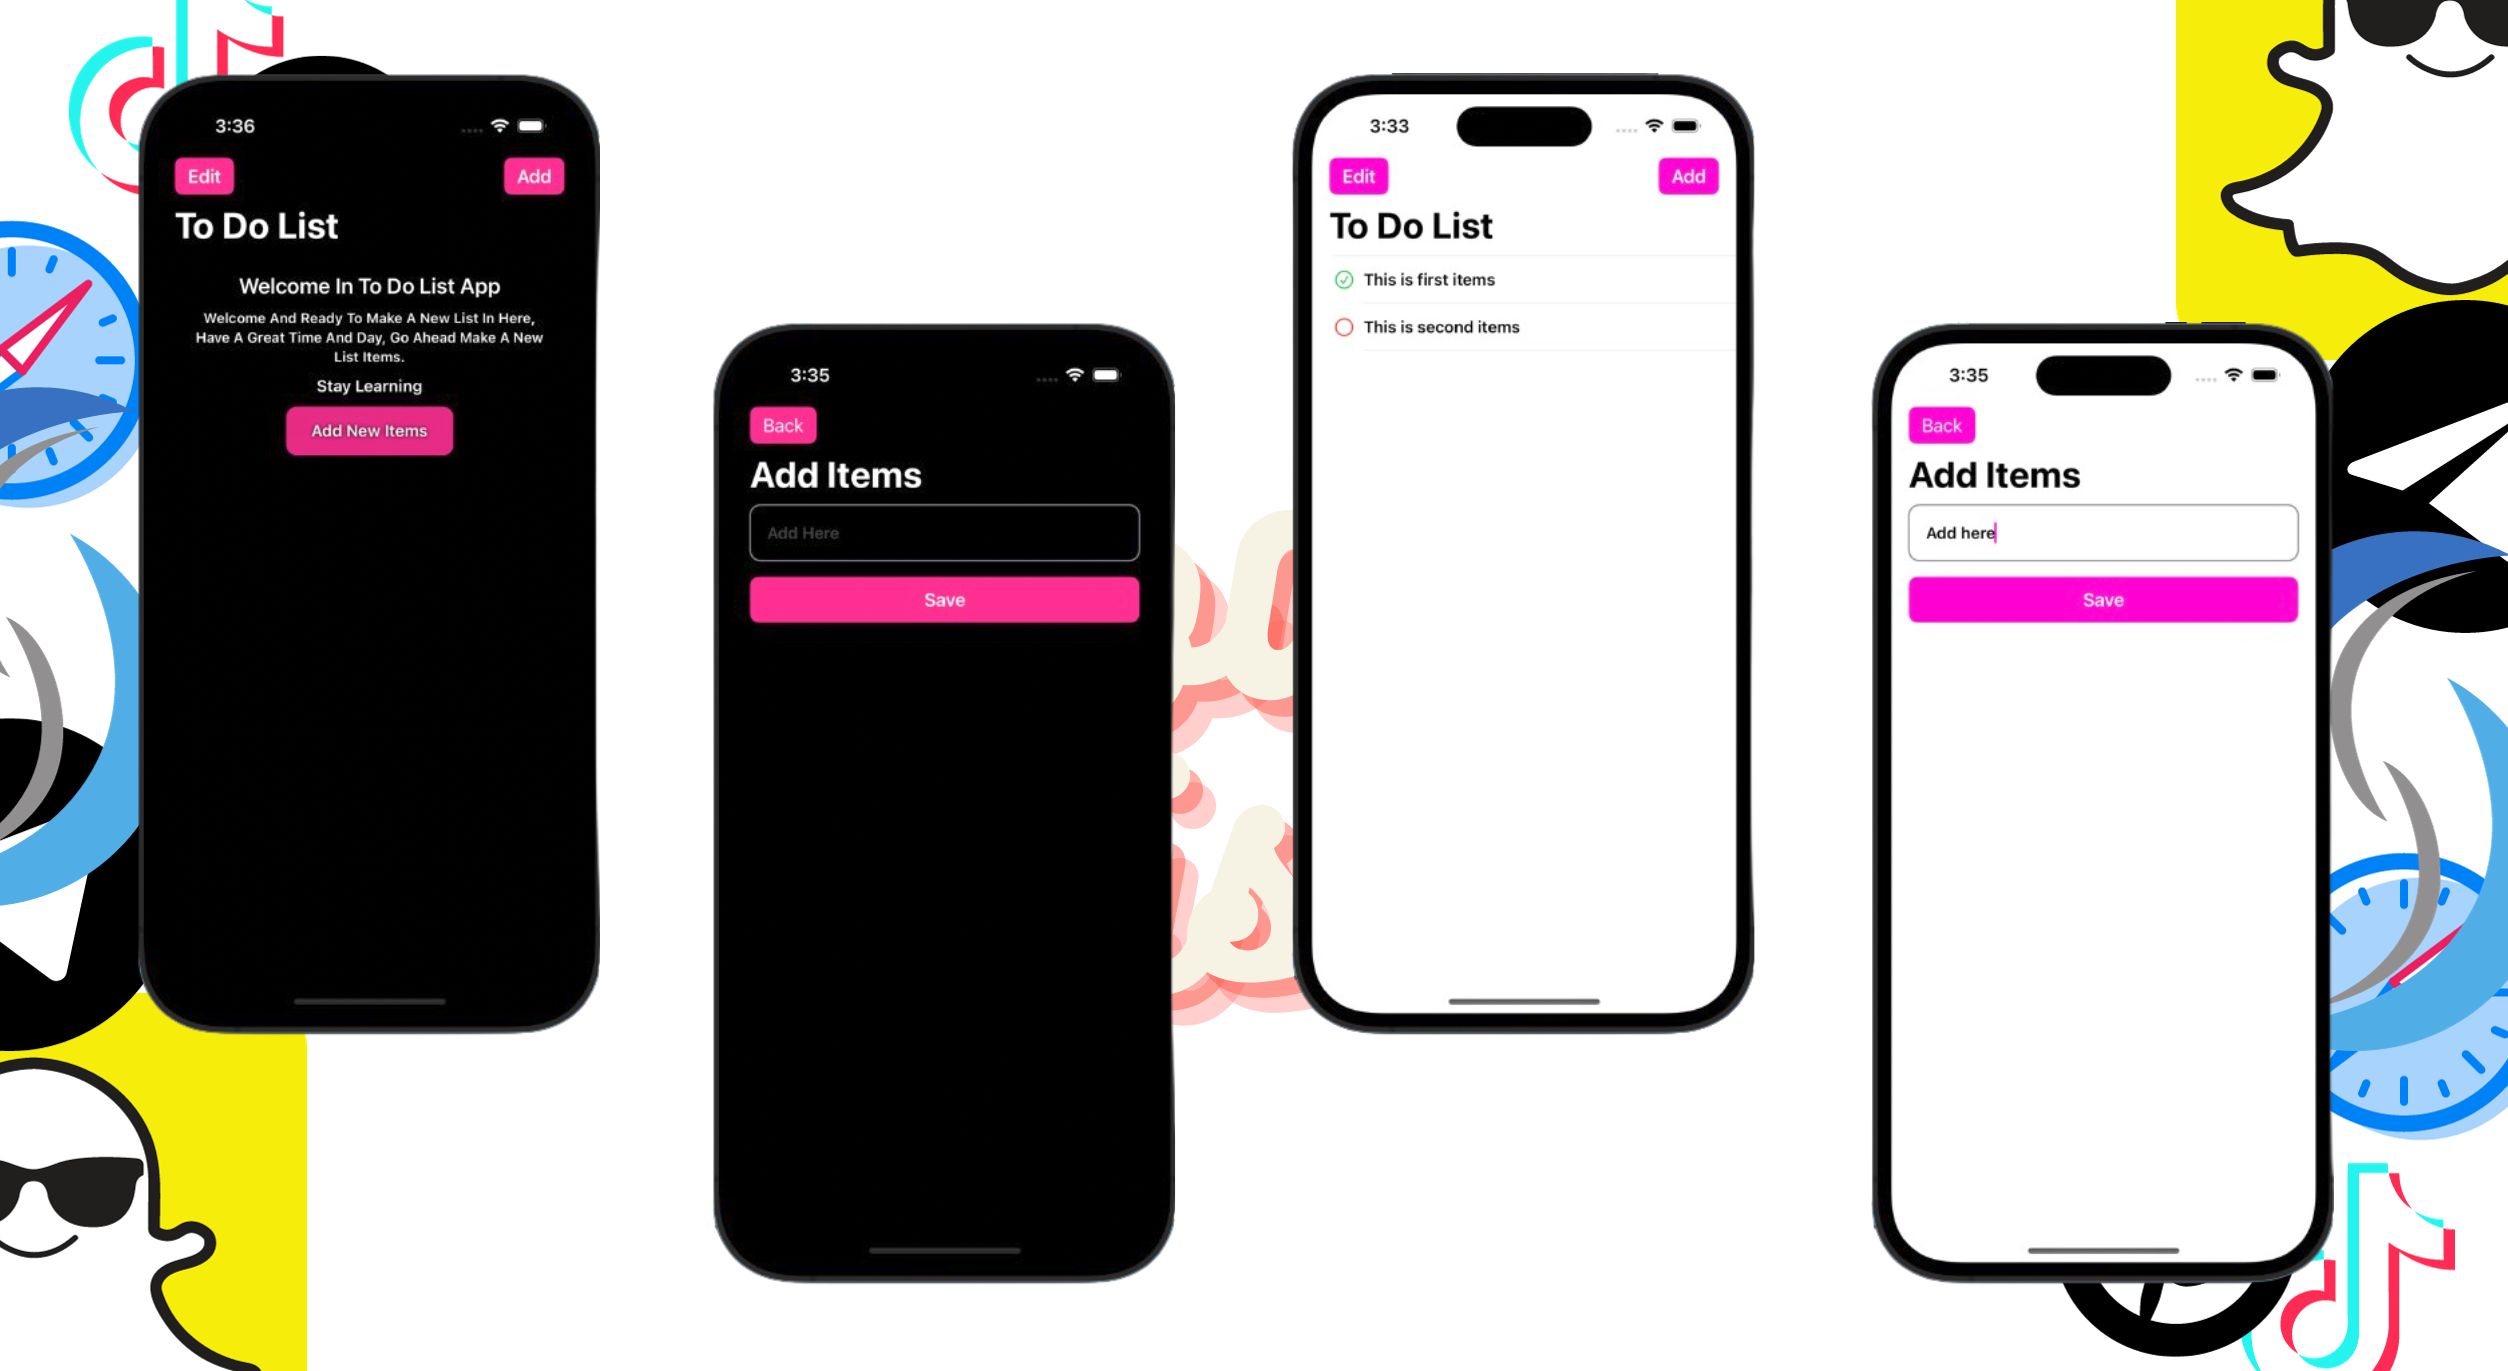 3:36
Edit
Add
To Do List
Welcome In To Do List App
Welcome And Ready To Make A New List In Here,
Have A Great Time And Day, Go Ahead Make A New
List Items.
Stay Learning
Add New Items
3:35
Back
Add Items
Add Here
Save
3:33
Edit
Add
To Do List
This is first items
This is second items
3:35
Back
Add Items
Add here
Save